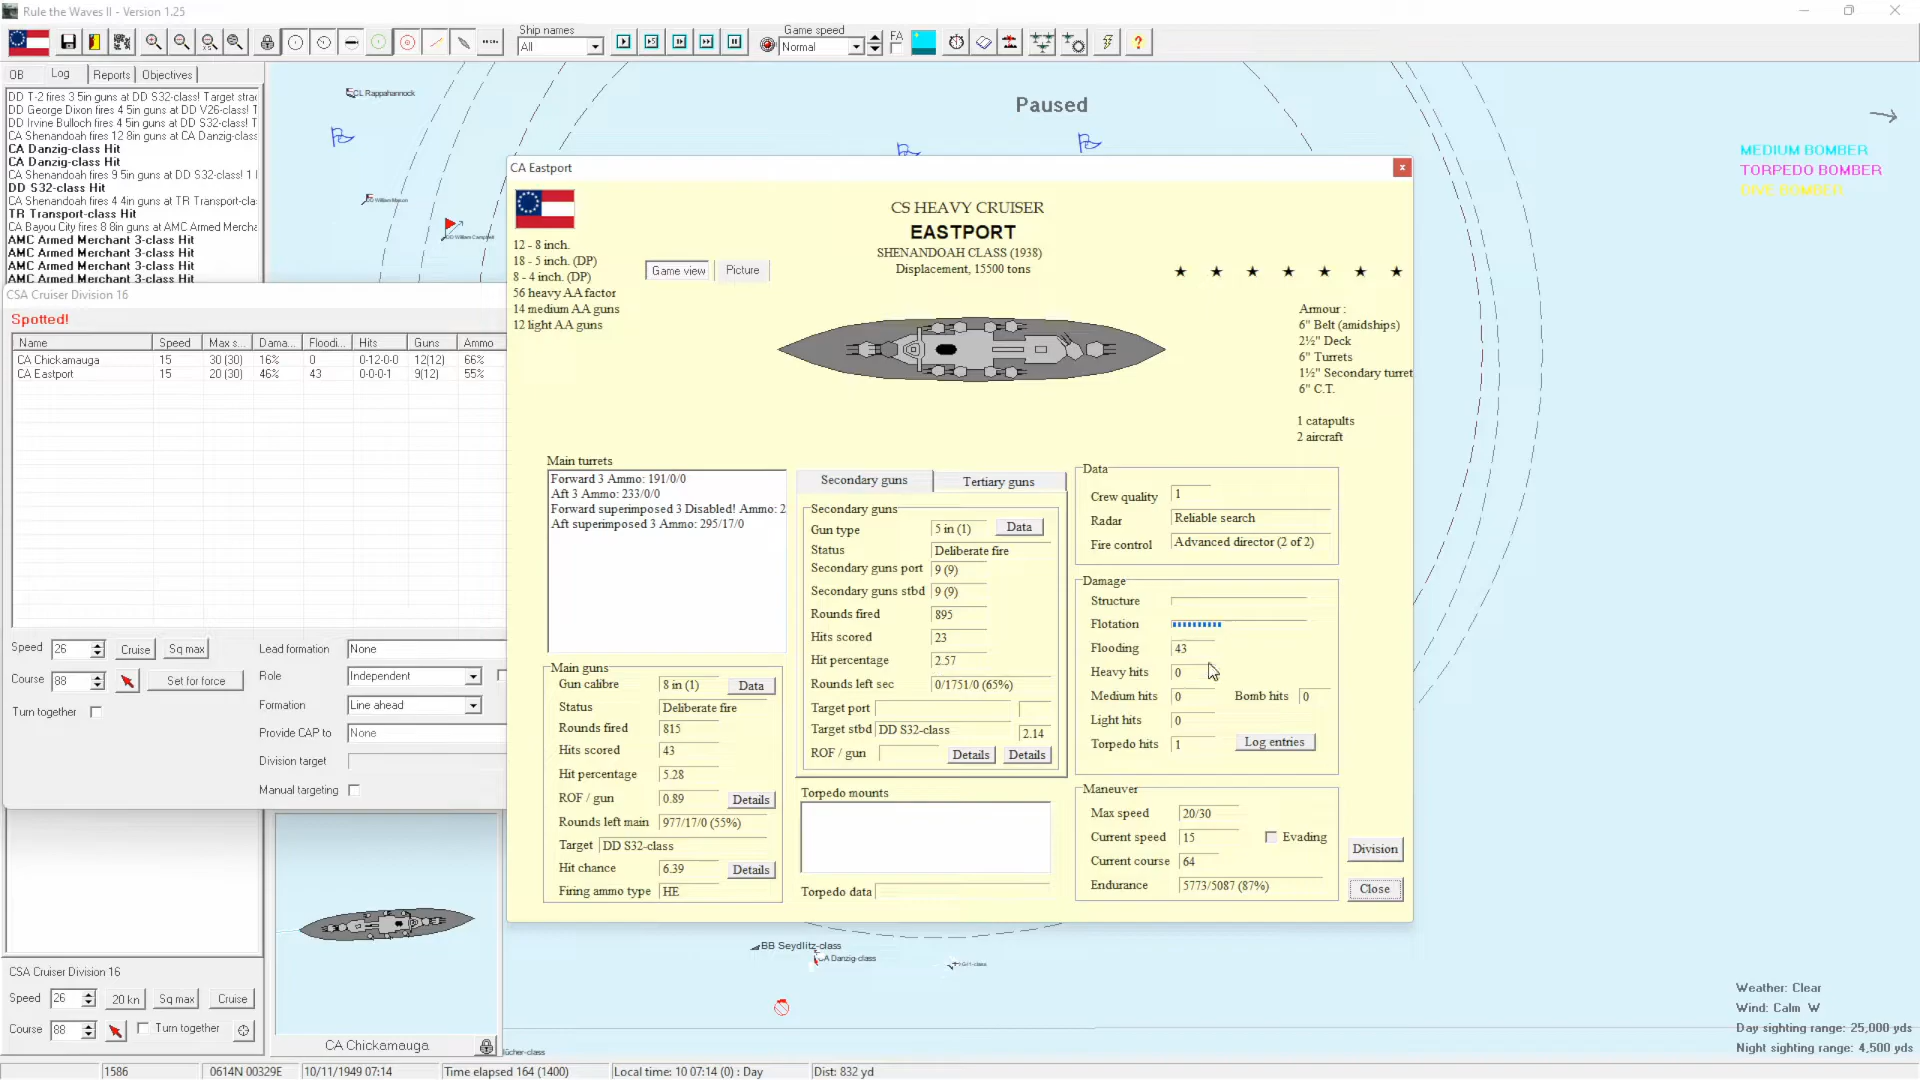 Rule the Waves II - Version 1.25
Ship names
All
Game speed
Normal
FA
OB
Log
Reports
Objectives
DD T-2 fires 3 5in guns at DD S32-class! Target
DD George Dixon fires 4 5in guns at DD V26-class!
DD Irvine Bulloch fires 4 5in guns at DD S32-class!
CA Shenandoah fires 12 8in guns at CA Danzig-class
CA Danzig-class Hit
CA Danzig-class Hit
CA Shenandoah fires 9 5in guns at DD S32-class! 1
DD S32-class Hit
CA Shenandoah fires 4 4in guns at TR Transport-cla
TR Transport-class Hit
CA Bayou City fires 8 8in guns at AMC Armed Mercha
AMC Armed Merchant 3-class Hit
AMC Armed Merchant 3-class Hit
AMC Armed Merchant 3-class Hit
AMC Armed Merchant 3-class Hit
CL Rappahannock
DD William Mason
DD William Campbell
Paused
MEDIUM BOMBER
TORPEDO BOMBER
DIVE BOMBER
CSA Cruiser Division 16
Spotted!
Name Speed Max s... Dama... Floodi... Hits Guns Ammo
CA Chickamauga 15 30 (30) 16% 0 0-12-0-0 12(12) 66%
CA Eastport 15 20 (30) 46% 43 0-0-0-1 9(12) 55%
Speed 26 Cruise Sq max
Course 88 Set for force
Turn together
Lead formation None
Role Independent
Formation Line ahead
Provide CAP to None
Division target
Manual targeting
CA Eastport
CS HEAVY CRUISER
EASTPORT
SHENANDOAH CLASS (1938)
Displacement, 15500 tons
12 - 8 inch.
18 - 5 inch. (DP)
8 - 4 inch. (DP)
56 heavy AA factor
14 medium AA guns
12 light AA guns
Game view
Picture
Armour :
6" Belt (amidships)
2½" Deck
6" Turrets
1½" Secondary turret
6" C.T.
1 catapults
2 aircraft
Main turrets
Forward 3 Ammo: 191/0/0
Aft 3 Ammo: 233/0/0
Forward superimposed 3 Disabled! Ammo: 2
Aft superimposed 3 Ammo: 295/17/0
Main guns
Gun calibre 8 in (1) Data
Status Deliberate fire
Rounds fired 815
Hits scored 43
Hit percentage 5.28
ROF / gun 0.89 Details
Rounds left main 977/17/0 (55%)
Target DD S32-class
Hit chance 6.39 Details
Firing ammo type HE
Secondary guns
Tertiary guns
Secondary guns
Gun type 5 in (1) Data
Status Deliberate fire
Secondary guns port 9 (9)
Secondary guns stbd 9 (9)
Rounds fired 895
Hits scored 23
Hit percentage 2.57
Rounds left sec 0/1751/0 (65%)
Target port
Target stbd DD S32-class 2.14
ROF / gun Details Details
Torpedo mounts
Torpedo data
Data
Crew quality 1
Radar Reliable search
Fire control Advanced director (2 of 2)
Damage
Structure
Flotation
Flooding 43
Heavy hits 0
Medium hits 0 Bomb hits 0
Light hits 0
Torpedo hits 1 Log entries
Maneuver
Max speed 20/30
Current speed 15 Evading
Current course 64
Endurance 5773/5087 (87%)
Division
Close
BB Seydlitz-class
CA Danzig-class
lücher-class
CSA Cruiser Division 16
Speed 26 20 kn Sq max Cruise
Course 88 Turn together
CA Chickamauga
Weather: Clear
Wind: Calm W
Day sighting range: 25,000 yds
Night sighting range: 4,500 yds
1586
0614N 00329E
10/11/1949 07:14
Time elapsed 164 (1400)
Local time: 10 07:14 (0) : Day
Dist: 832 yd